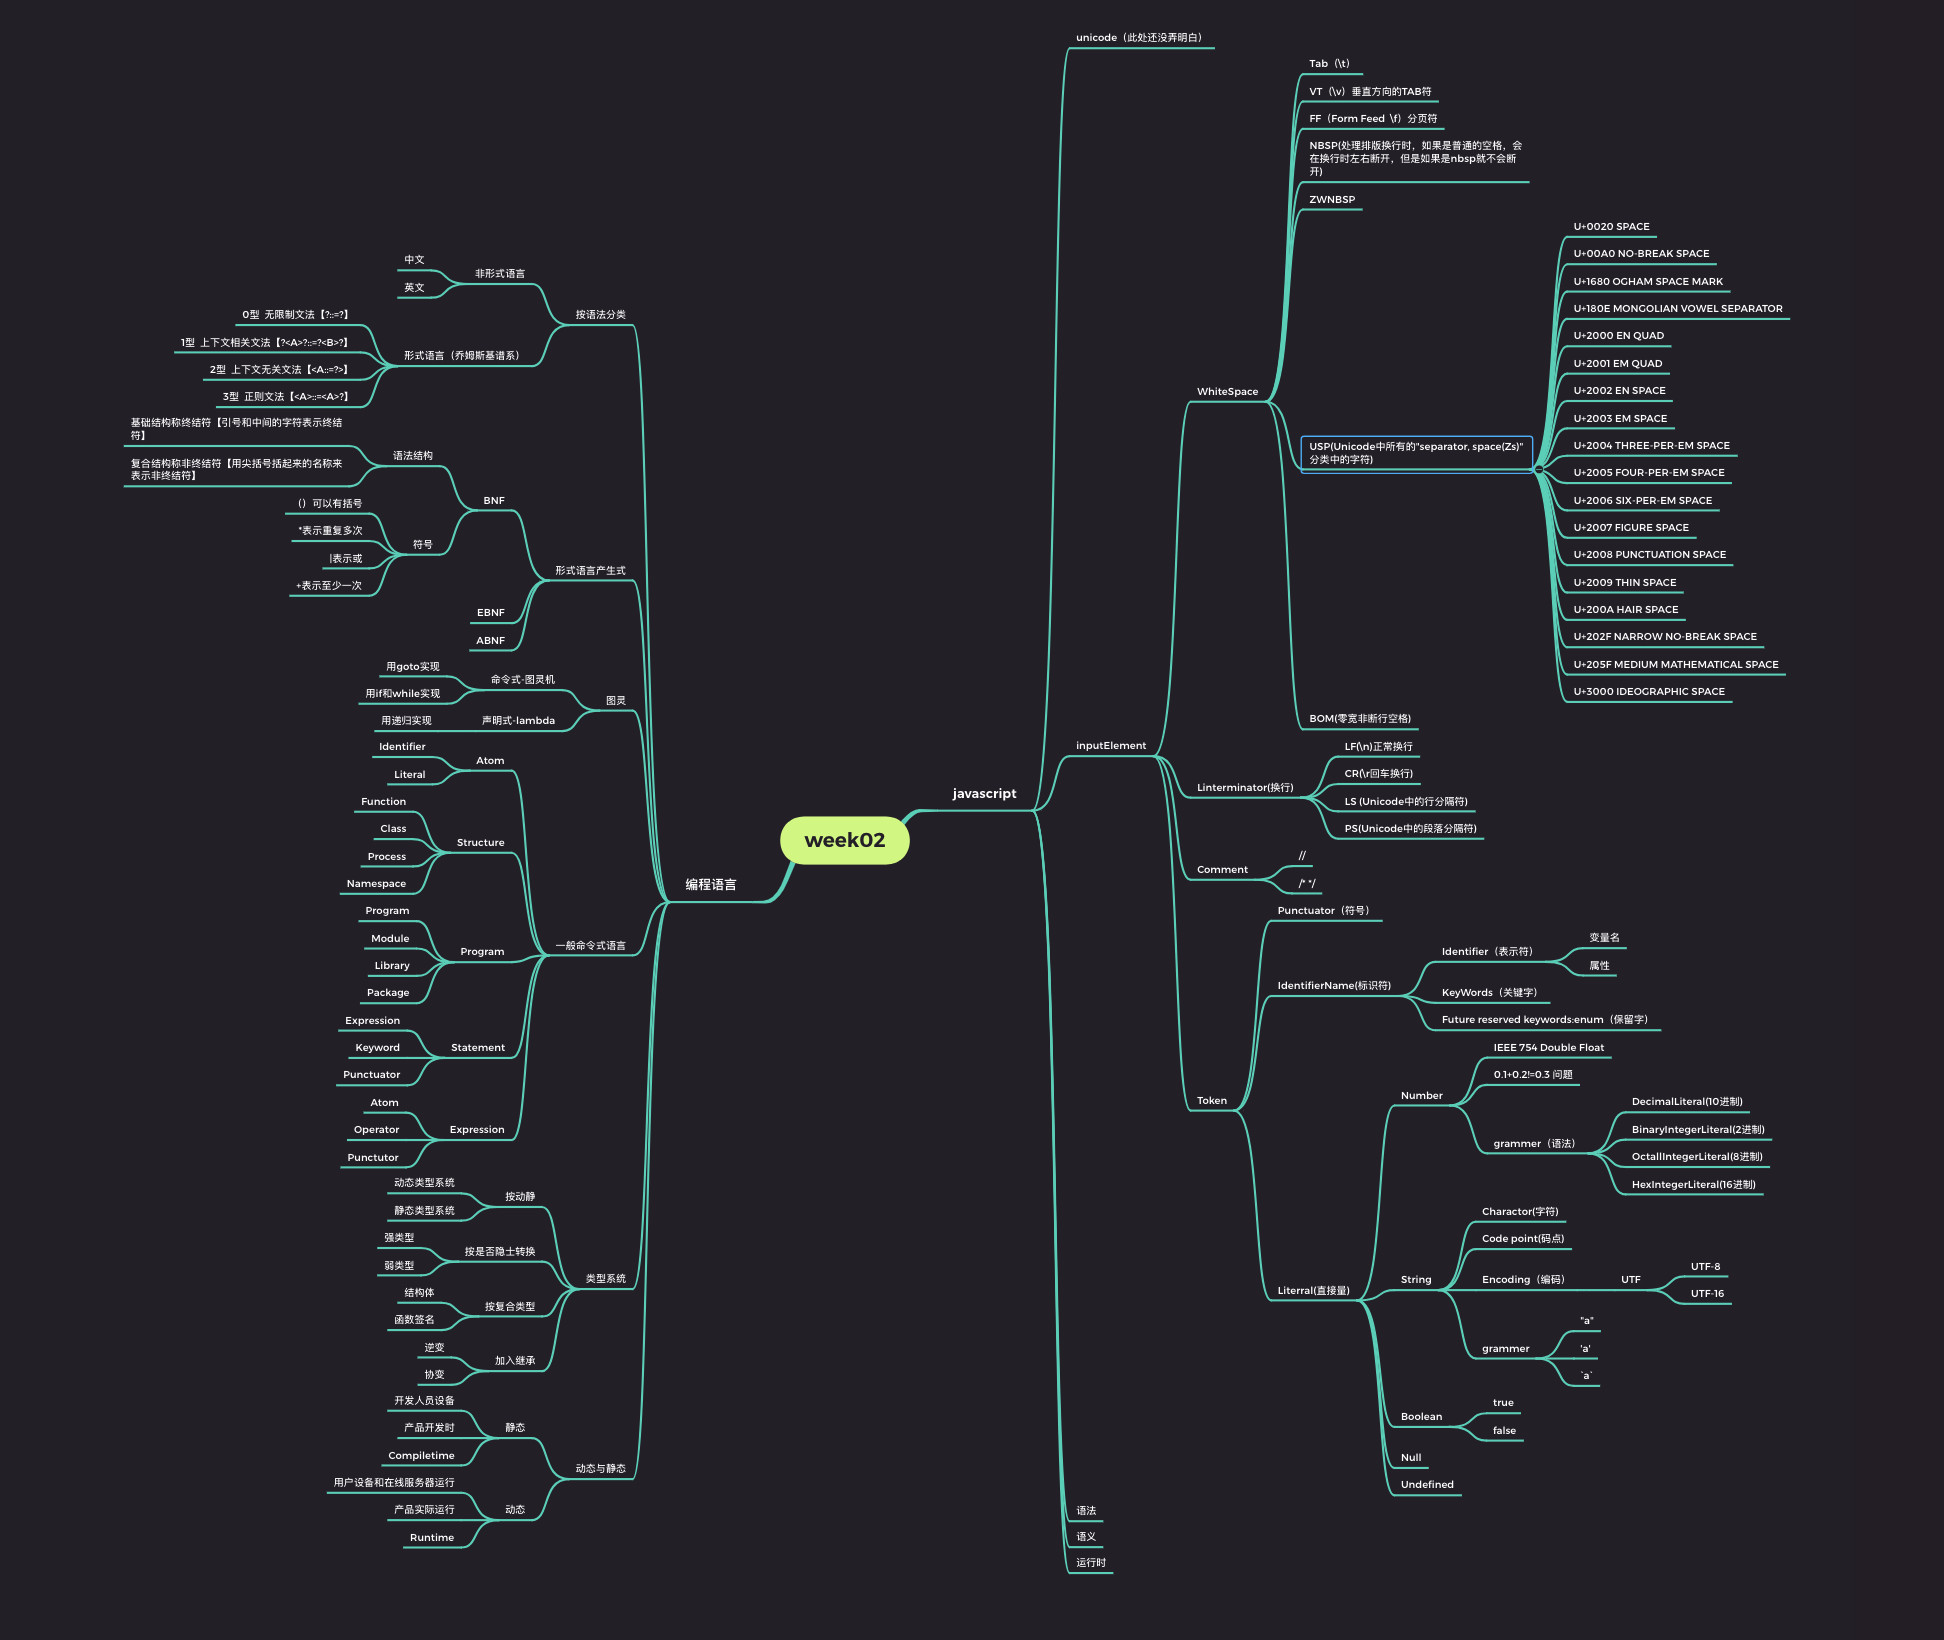 week02
编程语言
按语法分类
非形式语言
中文
英文
形式语言（乔姆斯基谱系）
0型 无限制文法【?::=?】
1型 上下文相关文法【?<A>?::=?<B>?】
2型 上下文无关文法【<A::=?>】
3型 正则文法【<A>::=<A>?】
形式语言产生式
BNF
语法结构
基础结构称终结符【引号和中间的字符表示终结
符】
复合结构称非终结符【用尖括号括起来的名称来
表示非终结符】
符号
()  可以有括号
*表示重复多次
|表示或
+表示至少一次
EBNF
ABNF
图灵
命令式-图灵机
用goto实现
用if和while实现
声明式-lambda
用递归实现
一般命令式语言
Atom
Identifier
Literal
Structure
Function
Class
Process
Namespace
Program
Program
Module
Library
Package
Statement
Expression
Keyword
Punctuator
Expression
Atom
Operator
Punctutor
类型系统
按动静
动态类型系统
静态类型系统
按是否隐士转换
强类型
弱类型
按复合类型
结构体
函数签名
加入继承
逆变
协变
动态与静态
静态
开发人员设备
产品开发时
Compiletime
动态
用户设备和在线服务器运行
产品实际运行
Runtime
javascript
unicode（此处还没弄明白）
inputElement
WhiteSpace
Tab（\t）
VT（\v）垂直方向的TAB符
FF（Form Feed \f）分页符
NBSP(处理排版换行时，如果是普通的空格，会
在换行时左右断开，但是如果是nbsp就不会断
开)
ZWNBSP
USP(Unicode中所有的"separator, space(Zs)"
分类中的字符)
U+0020 SPACE
U+00A0 NO-BREAK SPACE
U+1680 OGHAM SPACE MARK
U+180E MONGOLIAN VOWEL SEPARATOR
U+2000 EN QUAD
U+2001 EM QUAD
U+2002 EN SPACE
U+2003 EM SPACE
U+2004 THREE-PER-EM SPACE
U+2005 FOUR-PER-EM SPACE
U+2006 SIX-PER-EM SPACE
U+2007 FIGURE SPACE
U+2008 PUNCTUATION SPACE
U+2009 THIN SPACE
U+200A HAIR SPACE
U+202F NARROW NO-BREAK SPACE
U+205F MEDIUM MATHEMATICAL SPACE
U+3000 IDEOGRAPHIC SPACE
BOM(零宽非断行空格)
Linterminator(换行)
LF(\n)正常换行
CR(\r回车换行)
LS (Unicode中的行分隔符)
PS(Unicode中的段落分隔符)
Comment
//
/* */
Token
Punctuator（符号）
IdentifierName(标识符)
Identifier（表示符）
变量名
属性
KeyWords（关键字）
Future reserved keywords:enum（保留字）
Literral(直接量)
Number
IEEE 754 Double Float
0.1+0.2!=0.3 问题
grammer（语法）
DecimalLiteral(10进制)
BinaryIntegerLiteral(2进制)
OctallIntegerLiteral(8进制)
HexIntegerLiteral(16进制)
String
Charactor(字符)
Code point(码点)
Encoding（编码）
UTF
UTF-8
UTF-16
grammer
"a"
'a'
`a`
Boolean
true
false
Null
Undefined
语法
语义
运行时